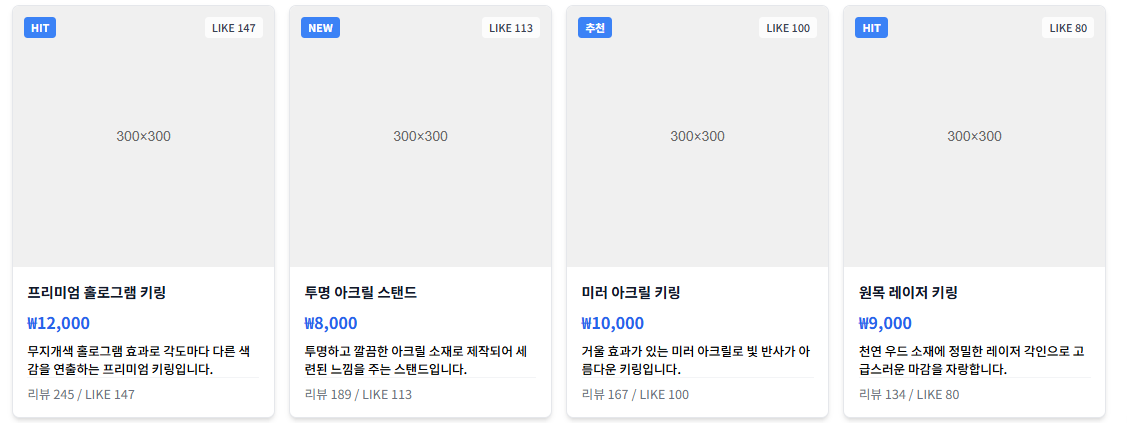 HIT
LIKE 147
300×300
프리미엄 홀로그램 키링
₩12,000
무지개색 홀로그램 효과로 각도마다 다른 색
감을 연출하는 프리미엄 키링입니다.
리뷰 245 / LIKE 147
NEW
LIKE 113
300×300
투명 아크릴 스탠드
₩8,000
투명하고 깔끔한 아크릴 소재로 제작되어 세
련된 느낌을 주는 스탠드입니다.
리뷰 189 / LIKE 113
추천
LIKE 100
300×300
미러 아크릴 키링
₩10,000
거울 효과가 있는 미러 아크릴로 빛 반사가 아
름다운 키링입니다.
리뷰 167 / LIKE 100
HIT
LIKE 80
300×300
원목 레이저 키링
₩9,000
천연 우드 소재에 정밀한 레이저 각인으로 고
급스러운 마감을 자랑합니다.
리뷰 134 / LIKE 80